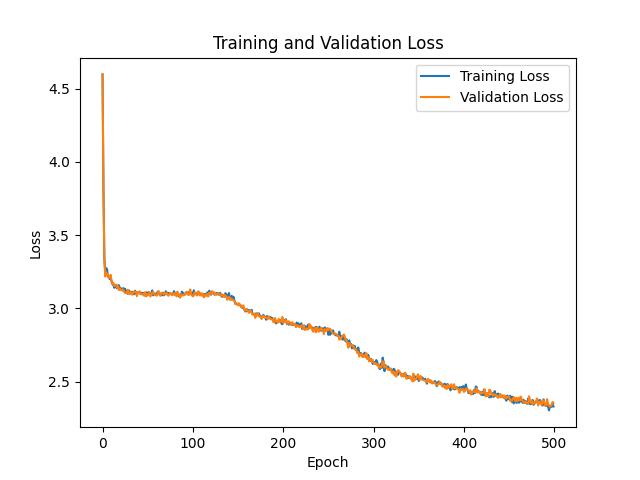 Training and Validation Loss
Training Loss
Validation Loss
4.5
4.0
3.5
3.0
2.5
Loss
0 100 200 300 400 500
Epoch